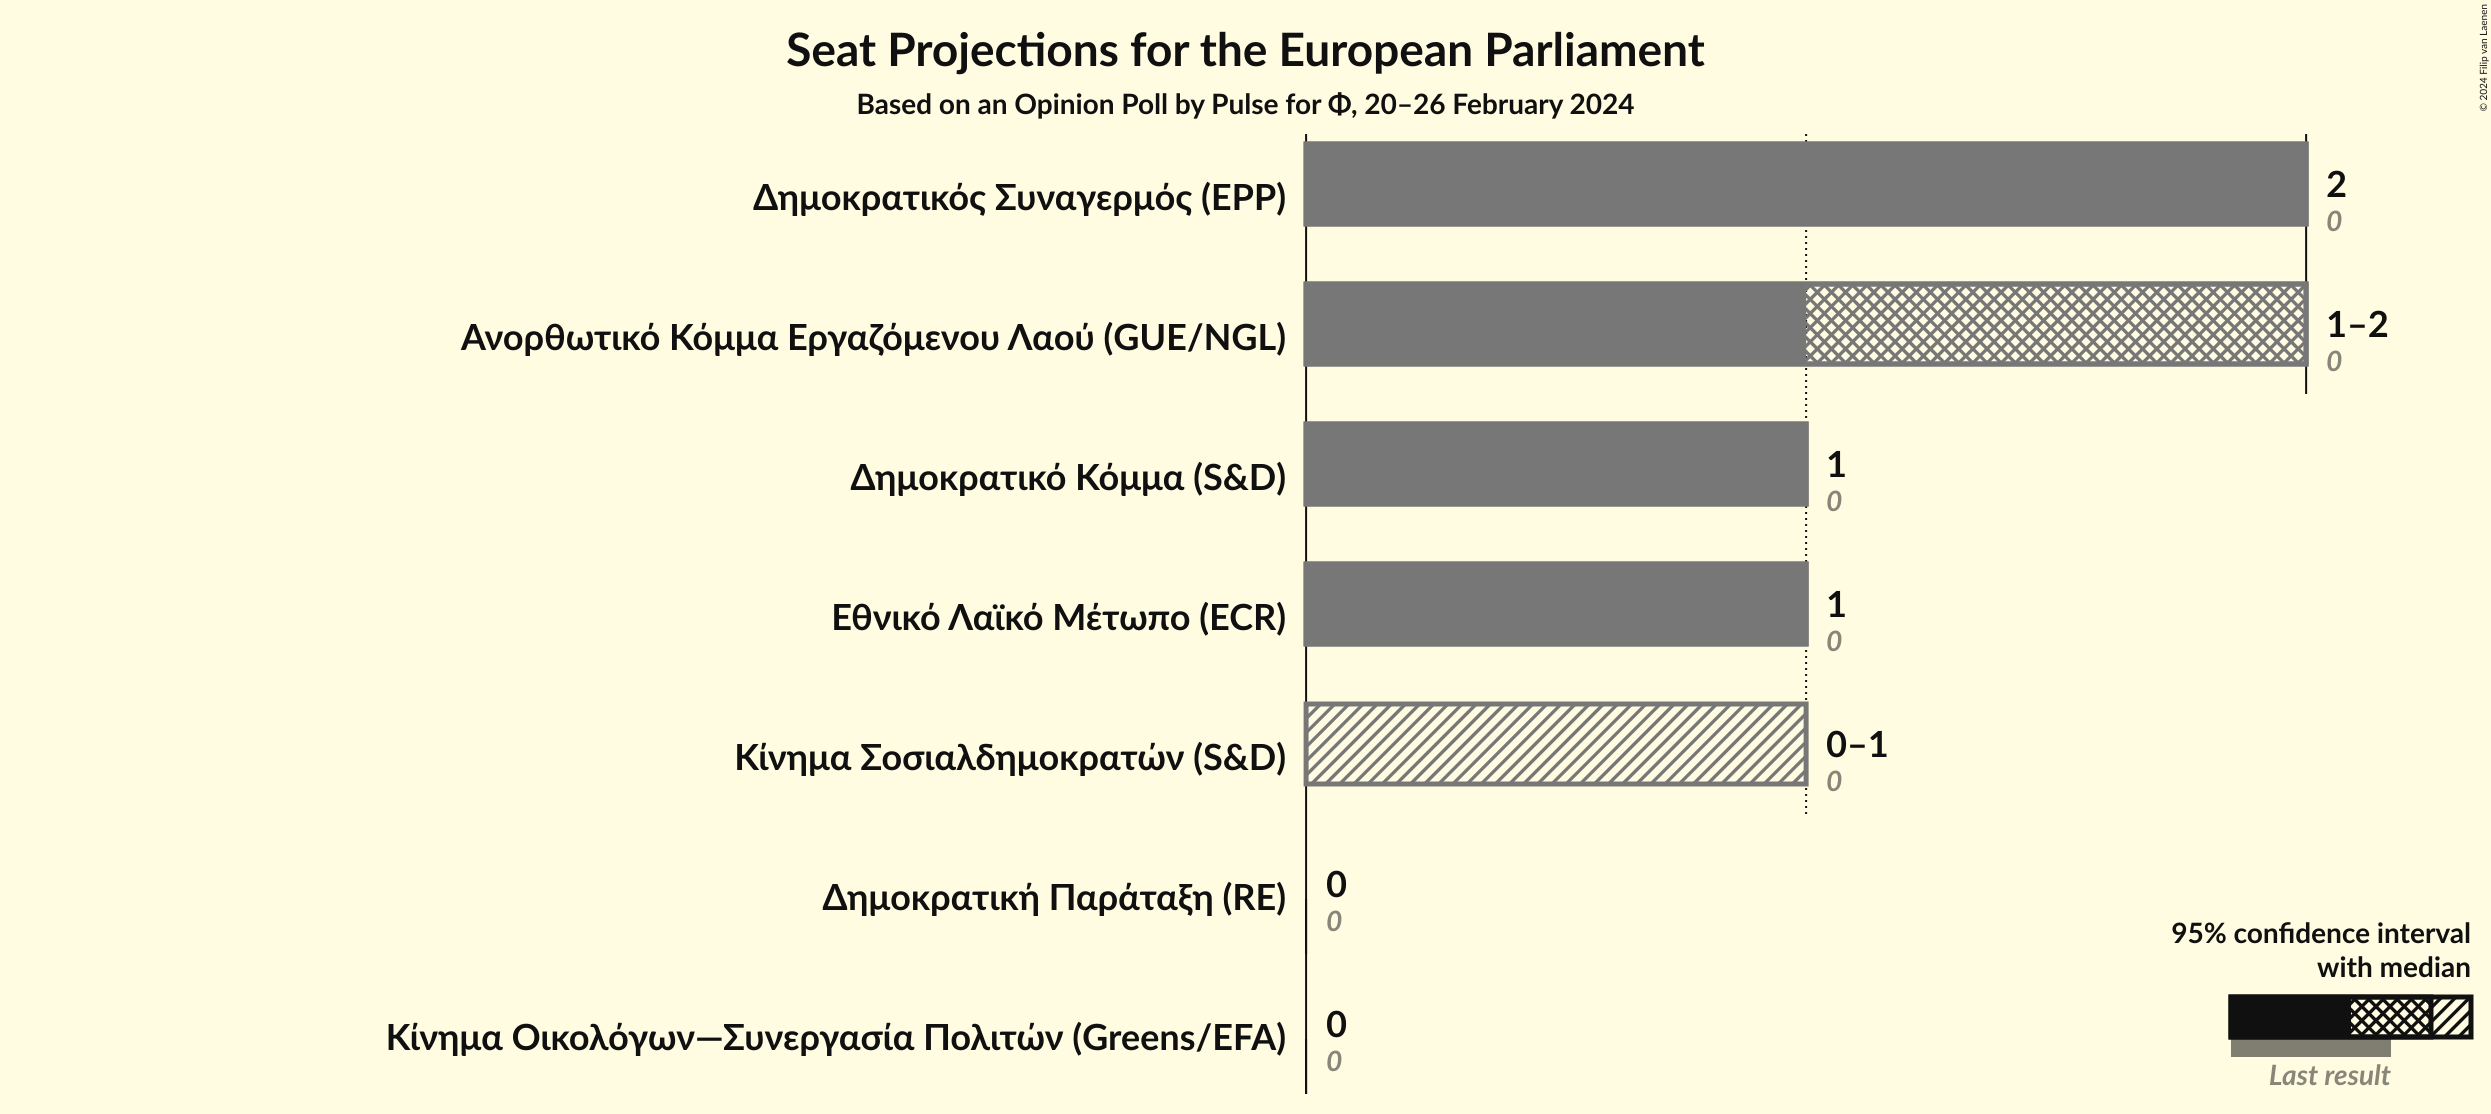 Seat Projections for the European Parliament
Based on an Opinion Poll by Pulse for Φ, 20–26 February 2024
© 2024 Filip van Laenen
Δημοκρατικός Συναγερμός (EPP)
2
0
Ανορθωτικό Κόμμα Εργαζόμενου Λαού (GUE/NGL)
1–2
0
Δημοκρατικό Κόμμα (S&D)
1
0
Εθνικό Λαϊκό Μέτωπο (ECR)
1
0
Κίνημα Σοσιαλδημοκρατών (S&D)
0–1
0
Δημοκρατική Παράταξη (RE)
0
0
Κίνημα Οικολόγων—Συνεργασία Πολιτών (Greens/EFA)
0
0
95% confidence interval
with median
Last result